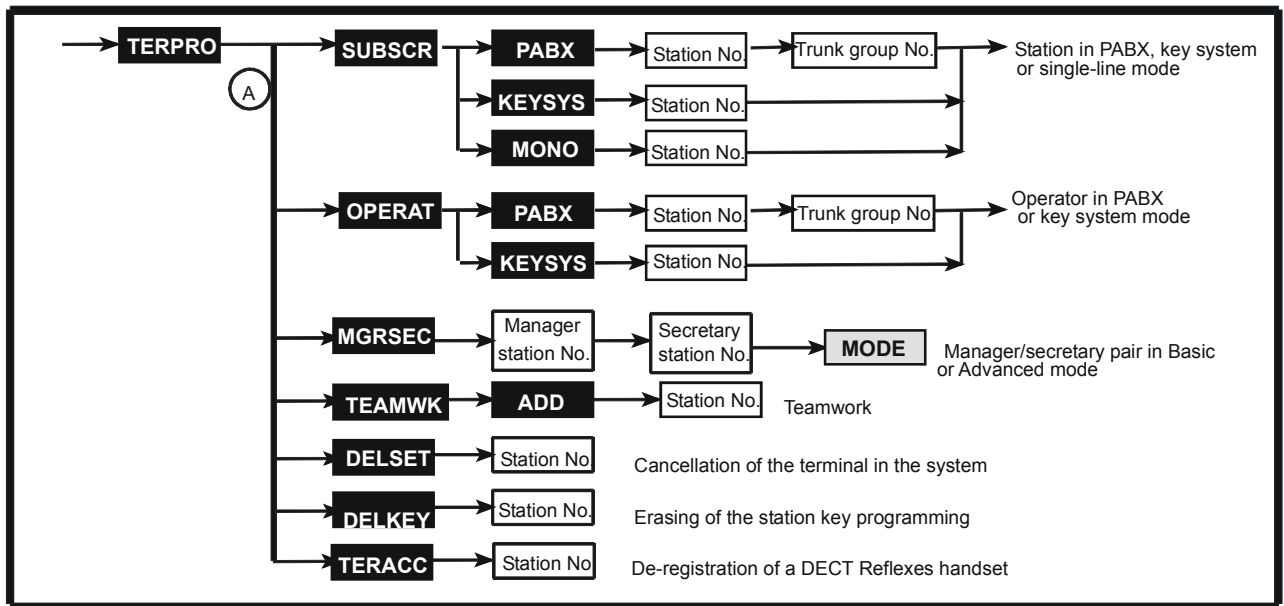 TERPRO
A
SUBSCR
PABX
Station No.
Trunk group No.
Station in PABX, key system
or single-line mode
KEYSYS
Station No.
MONO
Station No.
OPERAT
PABX
Station No.
Trunk group No
Operator in PABX
or key system mode
KEYSYS
Station No.
MGRSEC
Manager
station No.
Secretary
station No.
MODE
Manager/secretary pair in Basic
or Advanced mode
TEAMWK
ADD
Station No.
Teamwork
DELSET
Station No
Cancellation of the terminal in the system
DELKEY
Station No.
Erasing of the station key programming
TERACC
Station No
De-registration of a DECT Reflexes handset